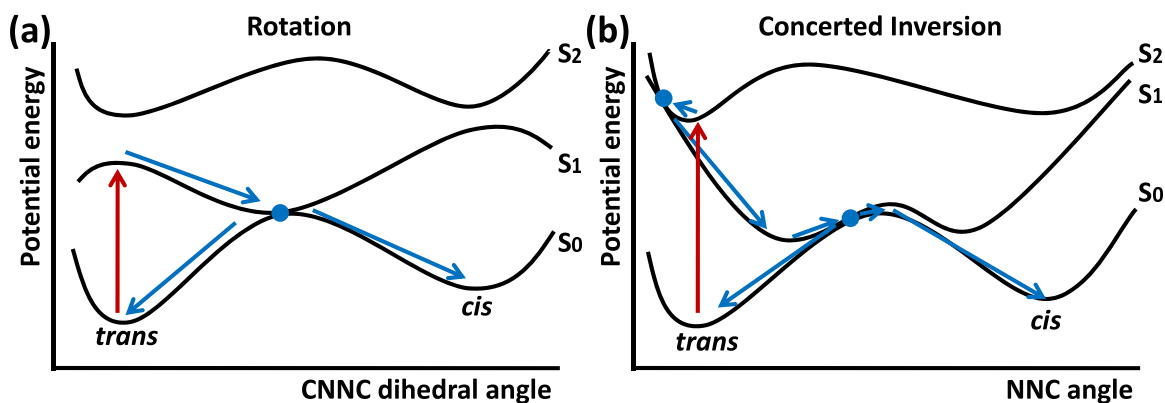 (a)
Rotation
Potential energy
S2
S1
S0
trans
cis
CNNC dihedral angle
(b)
Concerted Inversion
Potential energy
S2
S1
S0
trans
cis
NNC angle